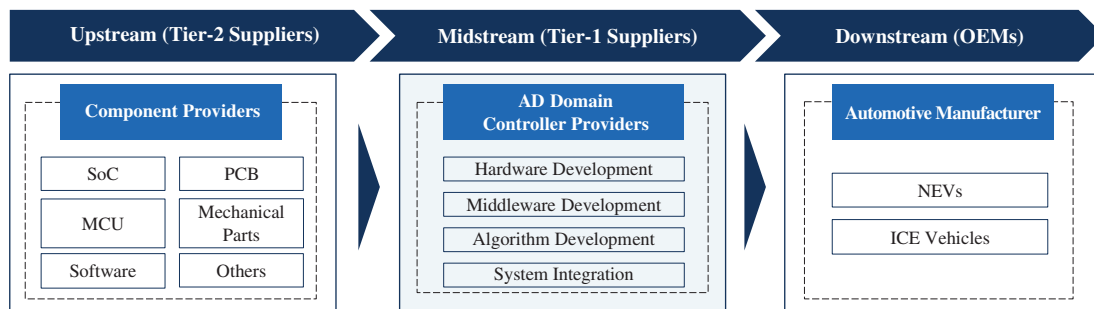 Upstream (Tier-2 Suppliers)
Midstream (Tier-1 Suppliers)
Downstream (OEMs)
Component Providers
SoC
PCB
MCU
Mechanical
Parts
Software
Others
AD Domain
Controller Providers
Hardware Development
Middleware Development
Algorithm Development
System Integration
Automotive Manufacturer
NEVs
ICE Vehicles